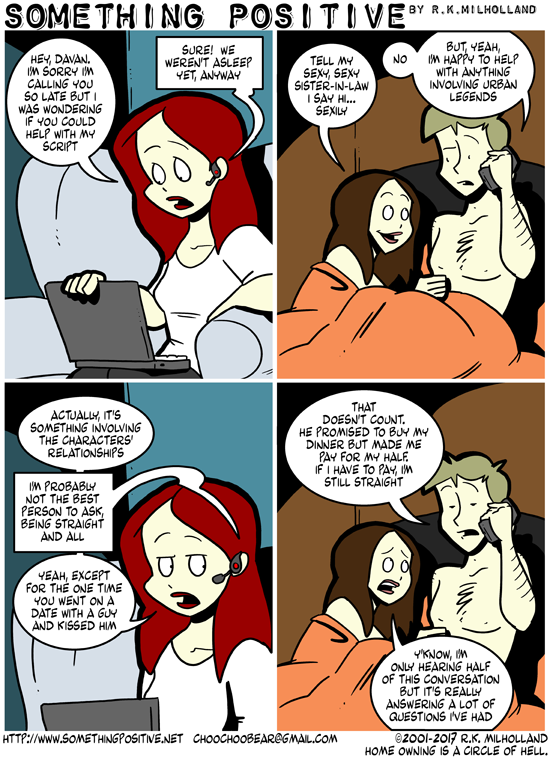 SOMETHING POSITIVE BY R.K.MILHOLLAND
HEY, DAVAN.
I'M SORRY I'M
CALLING YOU
SO LATE BUT I
WAS WONDERING
IF YOU COULD
HELP WITH MY
SCRIPT
SURE! WE
WEREN'T ASLEEP
YET, ANYWAY
TELL MY
SEXY, SEXY
SISTER-IN-LAW
I SAY HI...
SEXILY
NO
BUT, YEAH,
I'M HAPPY TO HELP
WITH ANYTHING
INVOLVING URBAN
LEGENDS
ACTUALLY, IT'S
SOMETHING INVOLVING
THE CHARACTERS'
RELATIONSHIPS
I'M PROBABLY
NOT THE BEST
PERSON TO ASK,
BEING STRAIGHT
AND ALL
YEAH, EXCEPT
FOR THE ONE TIME
YOU WENT ON A
DATE WITH A GUY
AND KISSED HIM
THAT
DOESN'T COUNT.
HE PROMISED TO BUY MY
DINNER BUT MADE ME
PAY FOR MY HALF.
IF I HAVE TO PAY, I'M
STILL STRAIGHT
Y'KNOW, I'M
ONLY HEARING HALF
OF THIS CONVERSATION
BUT IT'S REALLY
ANSWERING A LOT OF
QUESTIONS I'VE HAD
HTTP://WWW.SOMETHINGPOSITIVE.NET CHOOCHOOBEAR@GMAIL.COM ©2001-2017 R.K. MILHOLLAND
HOME OWNING IS A CIRCLE OF HELL.